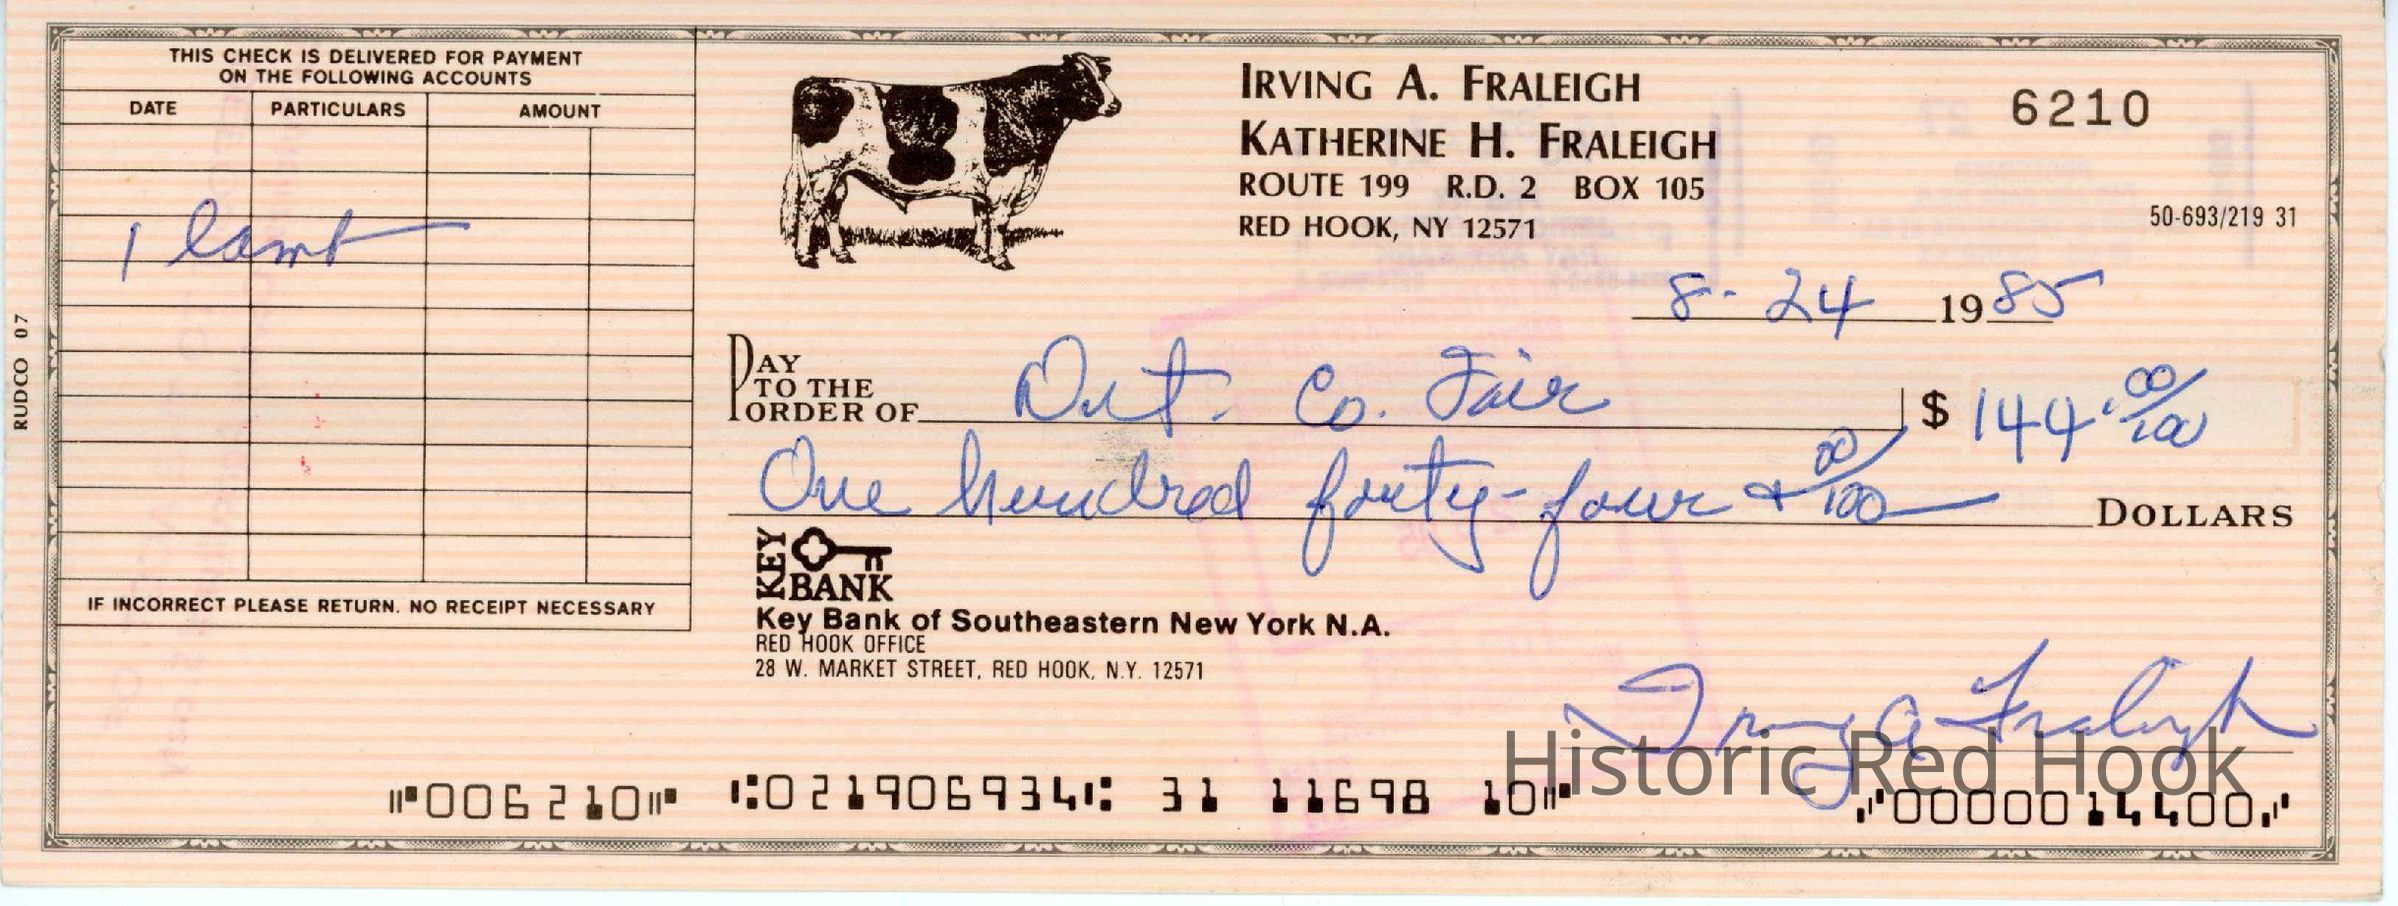 THIS CHECK IS DELIVERED FOR PAYMENT
ON THE FOLLOWING ACCOUNTS
DATE PARTICULARS AMOUNT
1 lamb
IF INCORRECT PLEASE RETURN. NO RECEIPT NECESSARY
RUDCO 07
IRVING A. FRALEIGH
KATHERINE H. FRALEIGH
ROUTE 199 R.D. 2 BOX 105
RED HOOK, NY 12571
6210
50-693/219 31
8-24 1985
PAY TO THE ORDER OF Dut. Co. Fair $ 144.00/100
One hundred forty-four + 00/100 DOLLARS
KEY BANK
Key Bank of Southeastern New York N.A.
RED HOOK OFFICE
28 W. MARKET STREET, RED HOOK, N.Y. 12571
Irving A Fraleigh
Historic Red Hook
⑈006210⑈ ⑆021906934⑆ 31 11698 10⑈ ⑇0000014400⑇